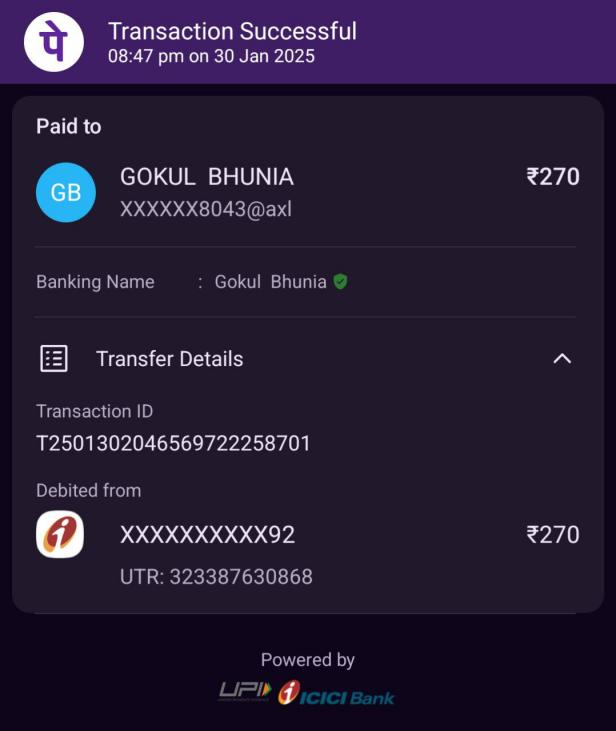 पे
Transaction Successful
08:47 pm on 30 Jan 2025
Paid to
GB
GOKUL BHUNIA
₹270
XXXXXX8043@axl
Banking Name : Gokul Bhunia
Transfer Details
Transaction ID
T2501302046569722258701
Debited from
XXXXXXXXXX92
₹270
UTR: 323387630868
Powered by
UPI ICICI Bank